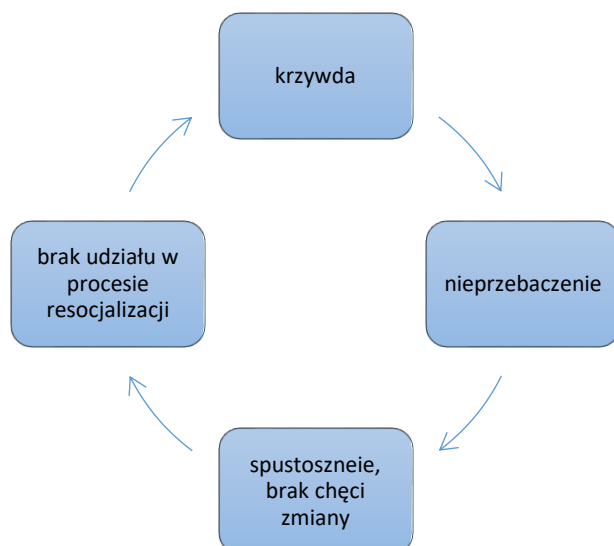 krzywda
nieprzebaczenie
spustoszneie,
brak chęci
zmiany
brak udziału w
procesie
resocjalizacji